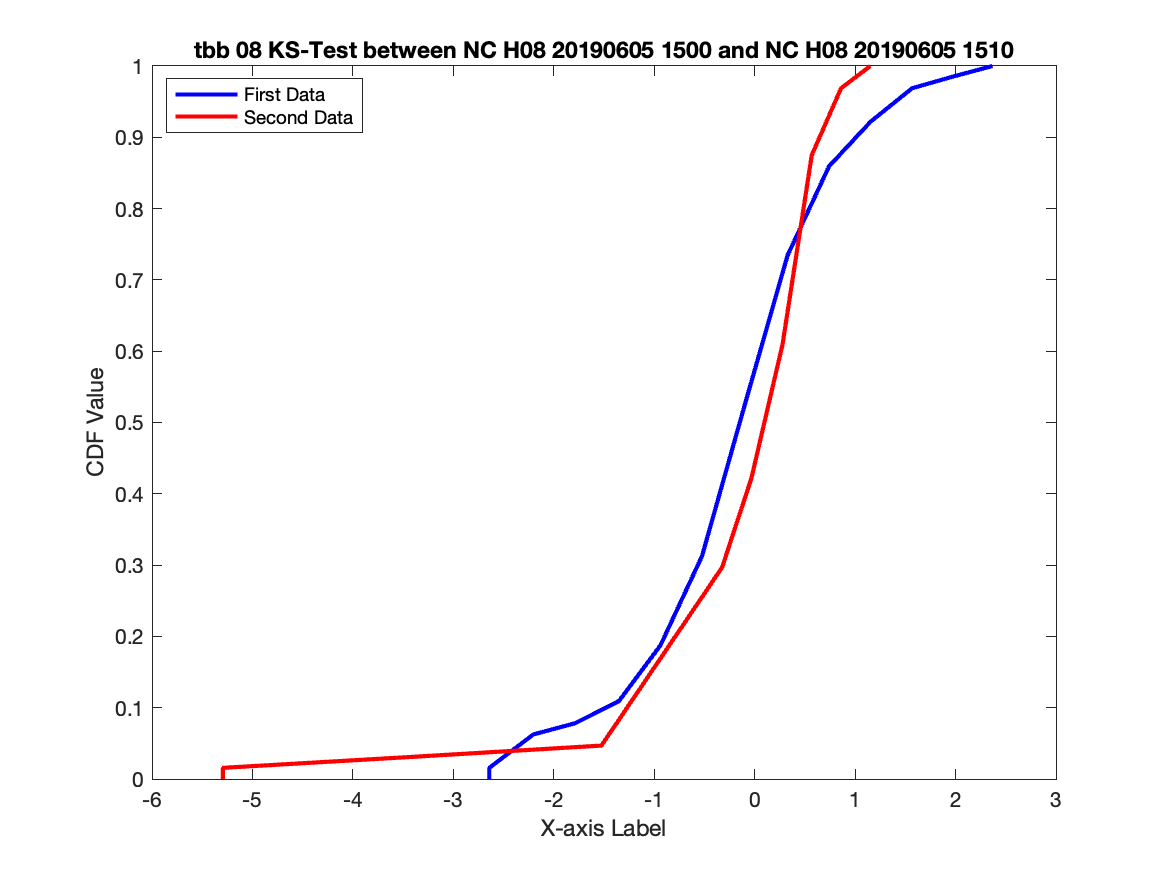 tbb 08 KS-Test between NC H08 20190605 1500 and NC H08 20190605 1510
First Data
Second Data
1
0.9
0.8
0.7
0.6
0.5
0.4
0.3
0.2
0.1
0
CDF Value
-6 -5 -4 -3 -2 -1 0 1 2 3
X-axis Label